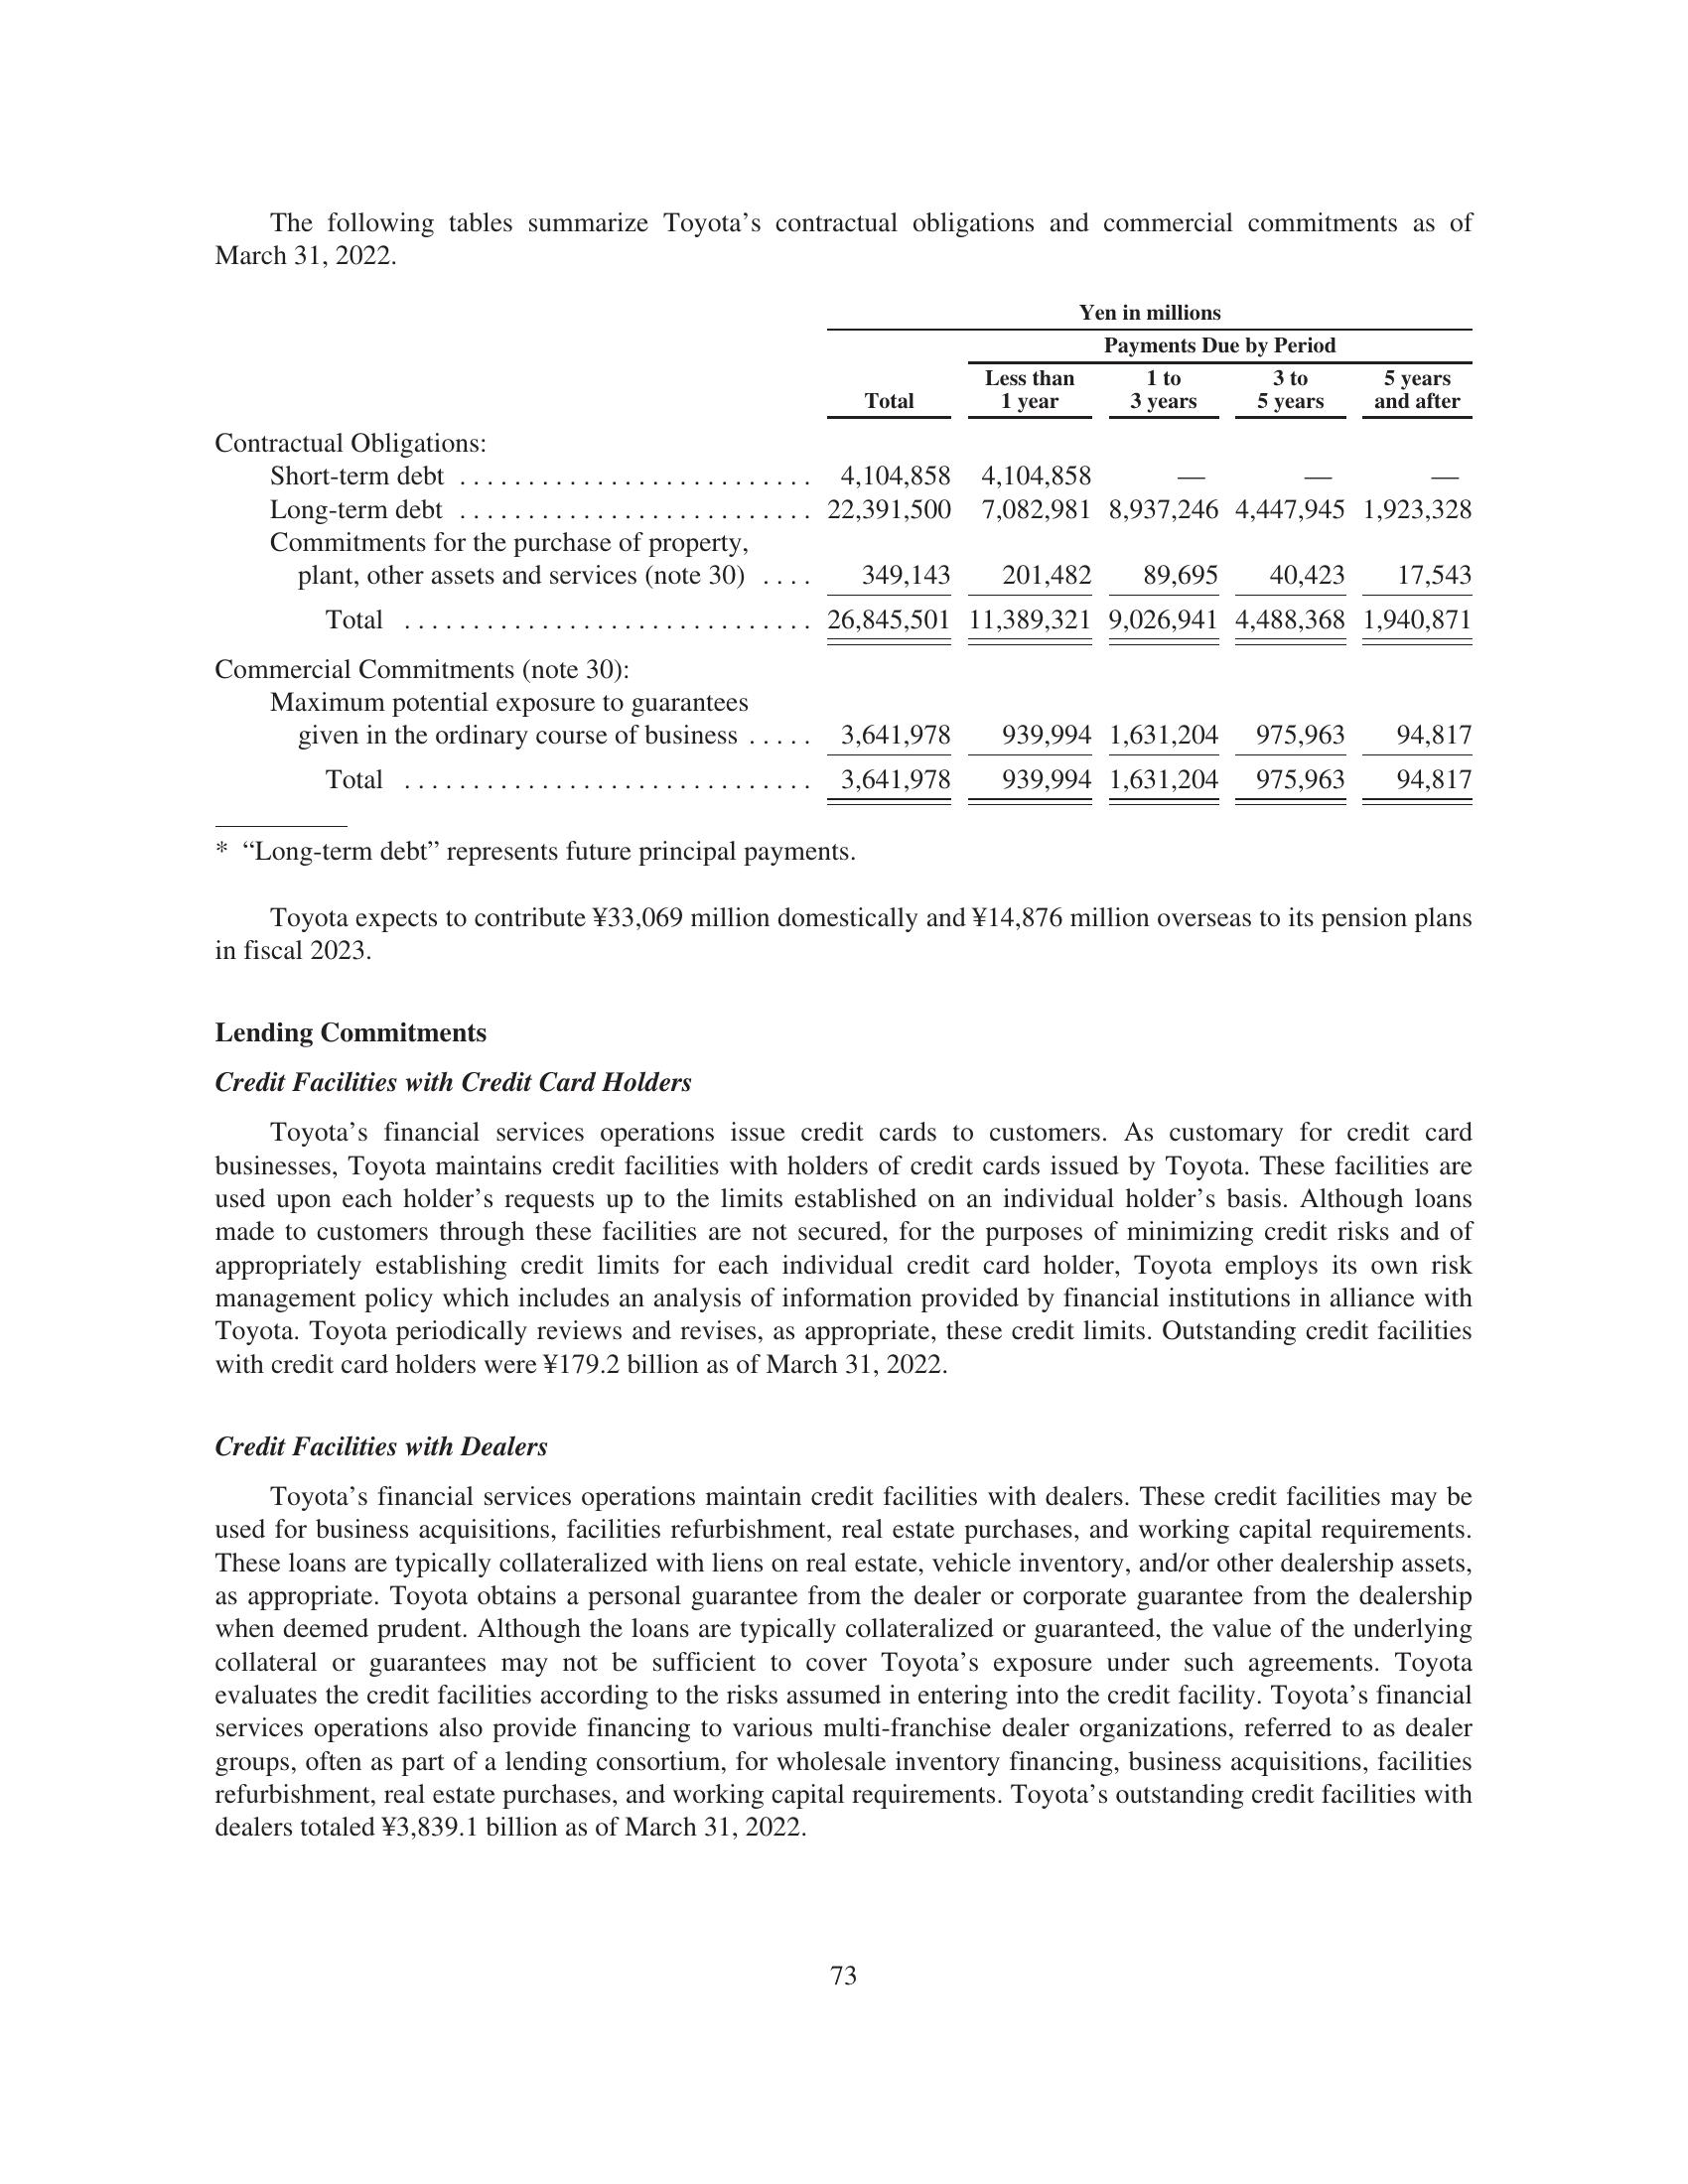 The following tables summarize Toyota’s contractual obligations and commercial commitments as of
March 31, 2022.
Yen in millions
Payments Due by Period
Total Less than 1 year 1 to 3 years 3 to 5 years 5 years and after
Contractual Obligations:
Short-term debt . . . . . . . . . . . . . . . . . . . . . . . . . . 4,104,858 4,104,858 — — —
Long-term debt . . . . . . . . . . . . . . . . . . . . . . . . . . 22,391,500 7,082,981 8,937,246 4,447,945 1,923,328
Commitments for the purchase of property,
plant, other assets and services (note 30) . . . . 349,143 201,482 89,695 40,423 17,543
Total . . . . . . . . . . . . . . . . . . . . . . . . . . . . . . 26,845,501 11,389,321 9,026,941 4,488,368 1,940,871
Commercial Commitments (note 30):
Maximum potential exposure to guarantees
given in the ordinary course of business . . . . . 3,641,978 939,994 1,631,204 975,963 94,817
Total . . . . . . . . . . . . . . . . . . . . . . . . . . . . . . 3,641,978 939,994 1,631,204 975,963 94,817
* “Long-term debt” represents future principal payments.
Toyota expects to contribute ¥33,069 million domestically and ¥14,876 million overseas to its pension plans
in fiscal 2023.
Lending Commitments
Credit Facilities with Credit Card Holders
Toyota’s financial services operations issue credit cards to customers. As customary for credit card
businesses, Toyota maintains credit facilities with holders of credit cards issued by Toyota. These facilities are
used upon each holder’s requests up to the limits established on an individual holder’s basis. Although loans
made to customers through these facilities are not secured, for the purposes of minimizing credit risks and of
appropriately establishing credit limits for each individual credit card holder, Toyota employs its own risk
management policy which includes an analysis of information provided by financial institutions in alliance with
Toyota. Toyota periodically reviews and revises, as appropriate, these credit limits. Outstanding credit facilities
with credit card holders were ¥179.2 billion as of March 31, 2022.
Credit Facilities with Dealers
Toyota’s financial services operations maintain credit facilities with dealers. These credit facilities may be
used for business acquisitions, facilities refurbishment, real estate purchases, and working capital requirements.
These loans are typically collateralized with liens on real estate, vehicle inventory, and/or other dealership assets,
as appropriate. Toyota obtains a personal guarantee from the dealer or corporate guarantee from the dealership
when deemed prudent. Although the loans are typically collateralized or guaranteed, the value of the underlying
collateral or guarantees may not be sufficient to cover Toyota’s exposure under such agreements. Toyota
evaluates the credit facilities according to the risks assumed in entering into the credit facility. Toyota’s financial
services operations also provide financing to various multi-franchise dealer organizations, referred to as dealer
groups, often as part of a lending consortium, for wholesale inventory financing, business acquisitions, facilities
refurbishment, real estate purchases, and working capital requirements. Toyota’s outstanding credit facilities with
dealers totaled ¥3,839.1 billion as of March 31, 2022.
73